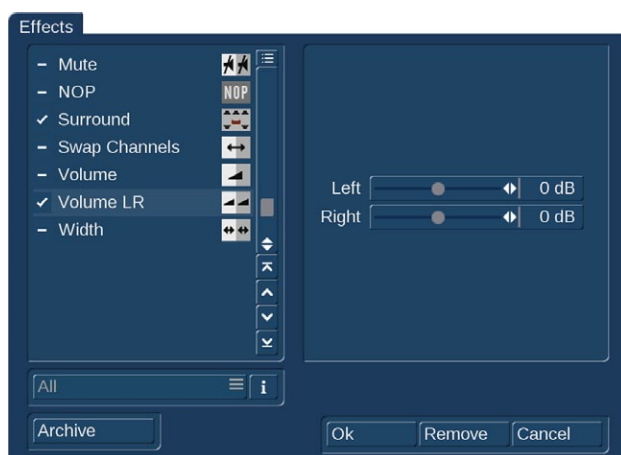 Effects
Mute
NOP NOP
Surround
Swap Channels
Volume
Volume LR
Width
Left 0 dB
Right 0 dB
All i
Archive
Ok Remove Cancel